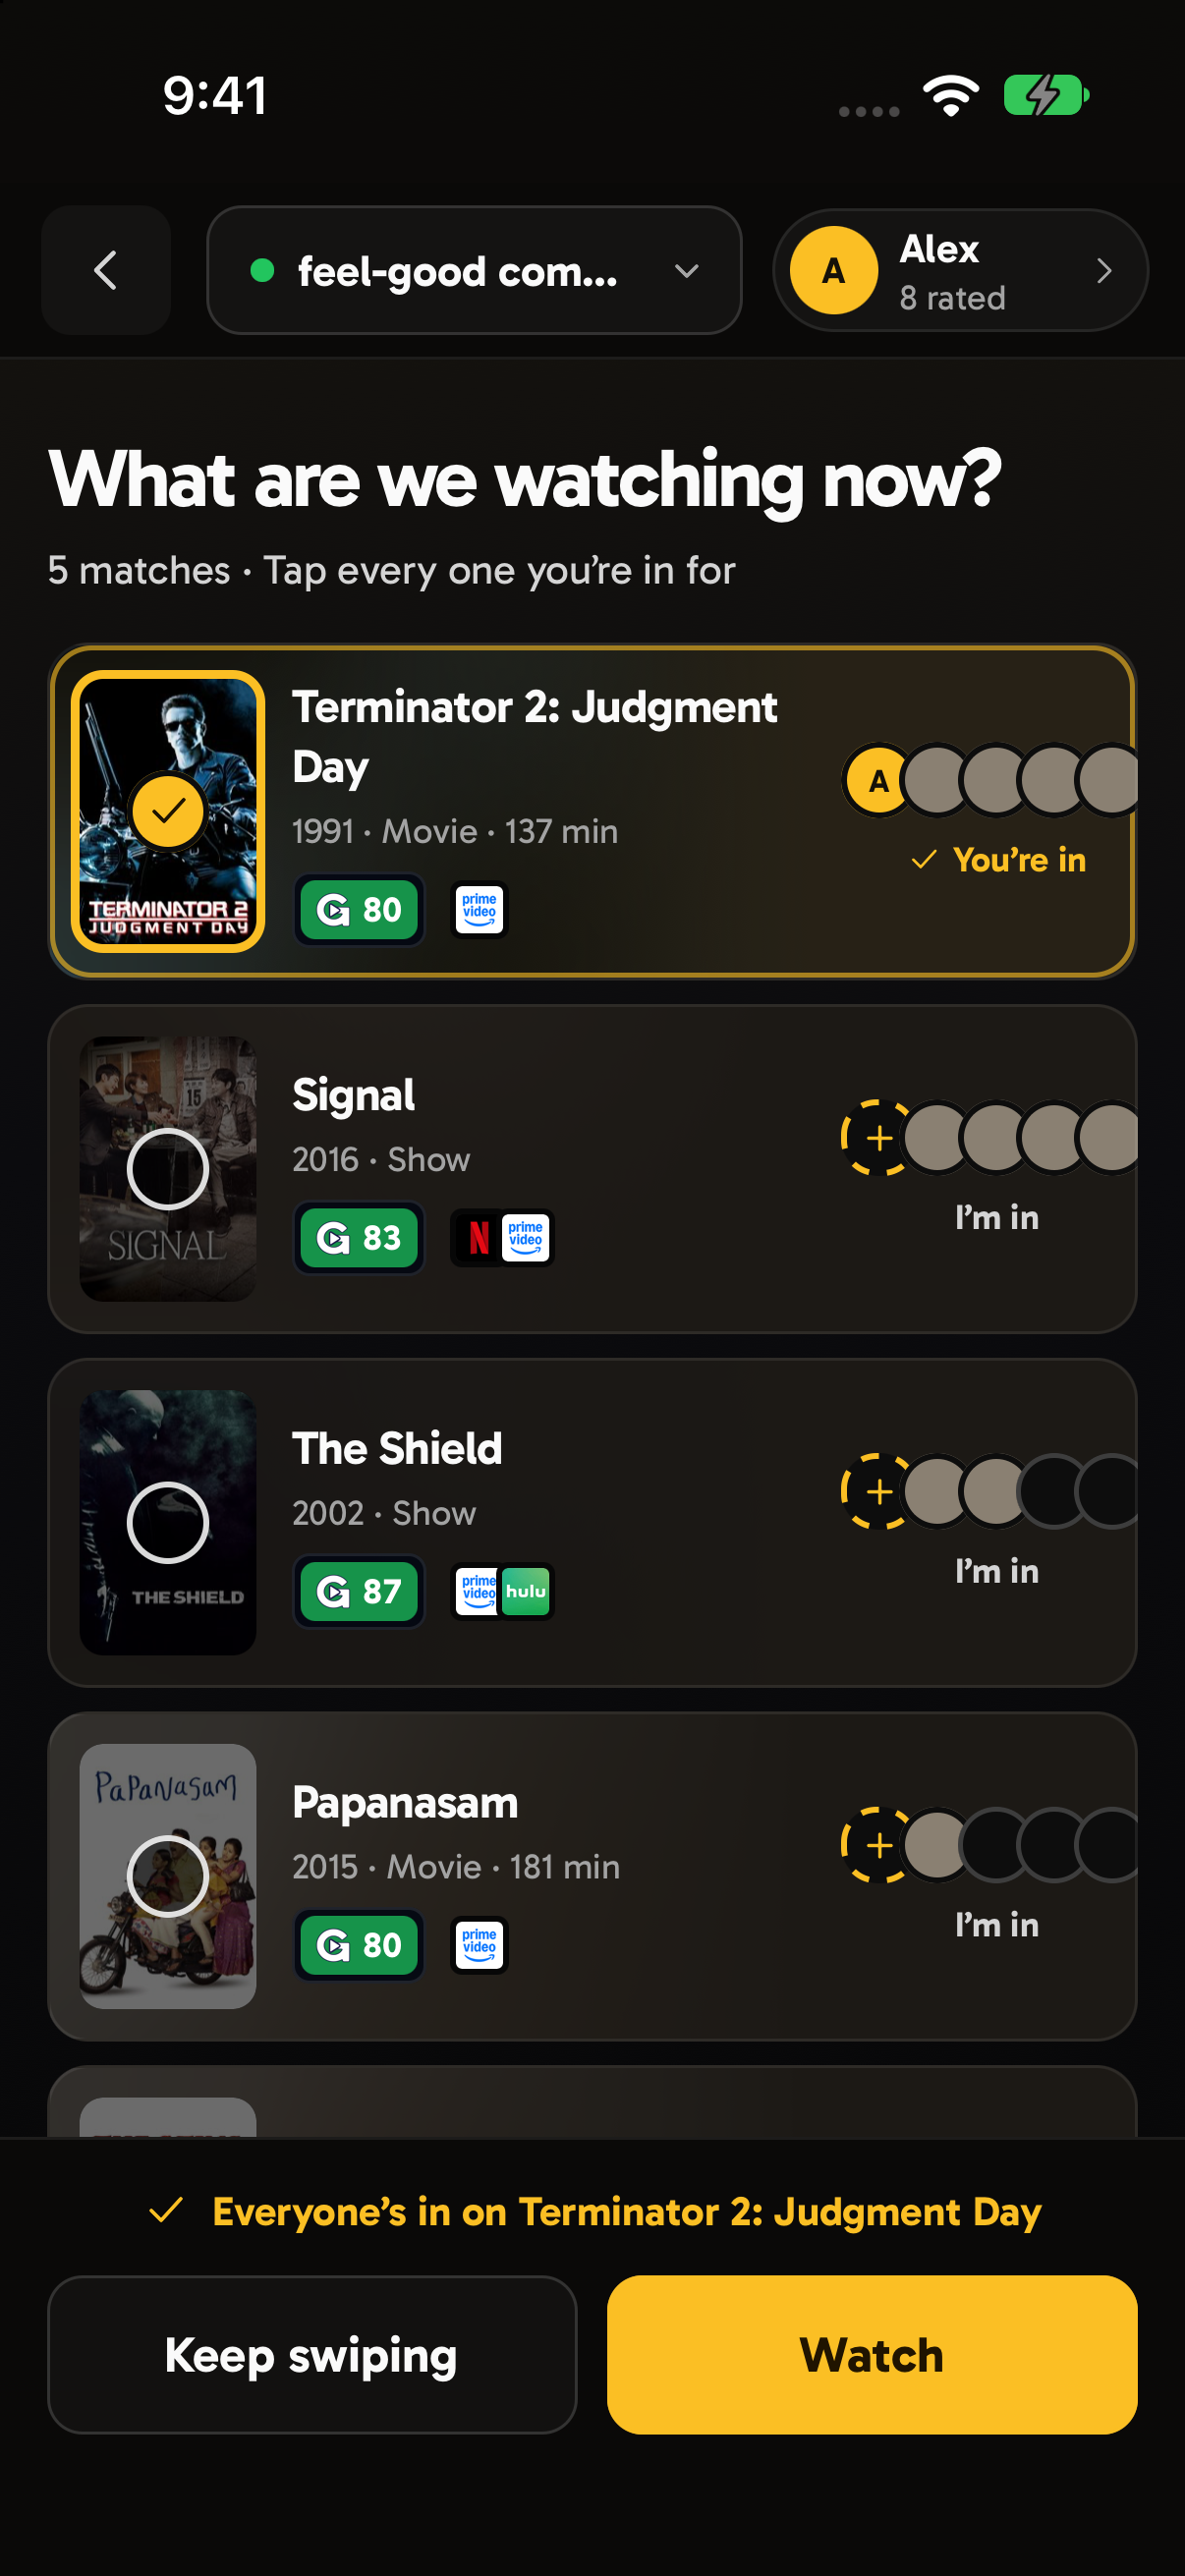 9:41
feel-good com...
A
Alex
8 rated
What are we watching now?
5 matches · Tap every one you’re in for
TERMINATOR 2
JUDGMENT DAY
Terminator 2: Judgment
Day
1991 · Movie · 137 min
G 80
prime video
A
✓ You’re in
15
SIGNAL
Signal
2016 · Show
G 83
N
prime video
I’m in
THE SHIELD
The Shield
2002 · Show
G 87
prime video
hulu
I’m in
PaPaNaSaM
Papanasam
2015 · Movie · 181 min
G 80
prime video
I’m in
✓ Everyone’s in on Terminator 2: Judgment Day
Keep swiping
Watch